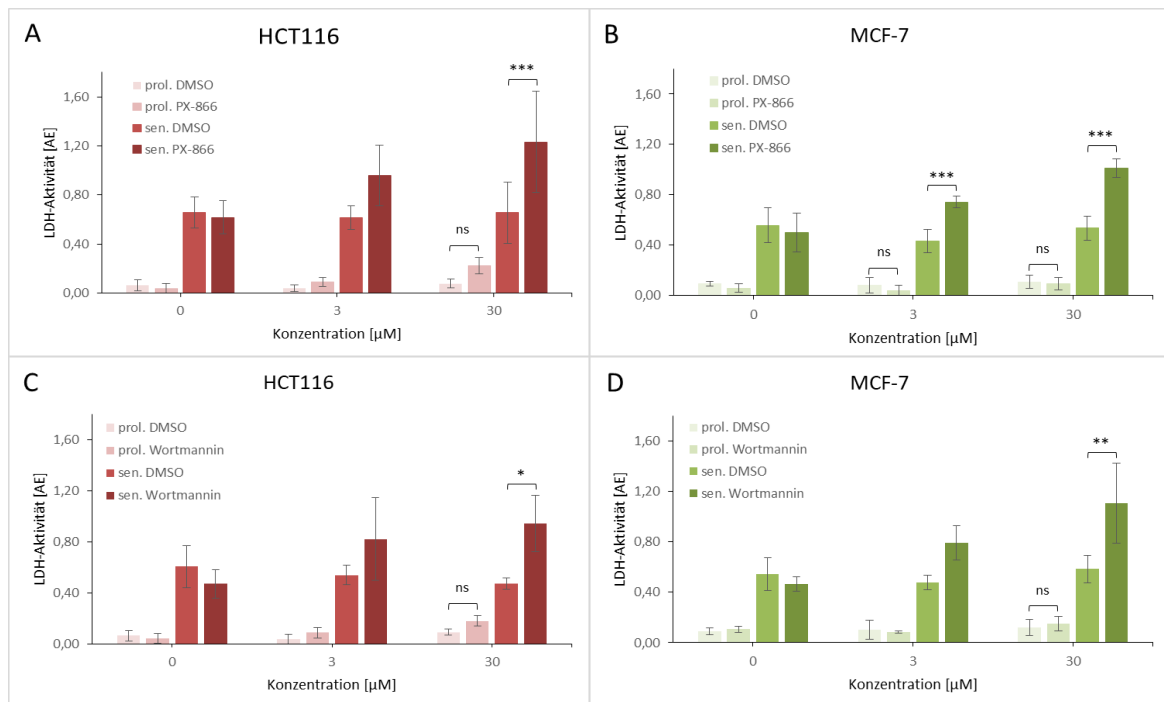 A
HCT116
LDH-Aktivität [AE]
1,60
1,20
0,80
0,40
0,00
prol. DMSO
prol. PX-866
sen. DMSO
sen. PX-866
ns
***
0 3 30
Konzentration [µM]
B
MCF-7
LDH-Aktivität [AE]
1,60
1,20
0,80
0,40
0,00
prol. DMSO
prol. PX-866
sen. DMSO
sen. PX-866
ns
***
ns
***
0 3 30
Konzentration [µM]
C
HCT116
LDH-Aktivität [AE]
1,60
1,20
0,80
0,40
0,00
prol. DMSO
prol. Wortmannin
sen. DMSO
sen. Wortmannin
ns
*
0 3 30
Konzentration [µM]
D
MCF-7
LDH-Aktivität [AE]
1,60
1,20
0,80
0,40
0,00
prol. DMSO
prol. Wortmannin
sen. DMSO
sen. Wortmannin
ns
**
0 3 30
Konzentration [µM]